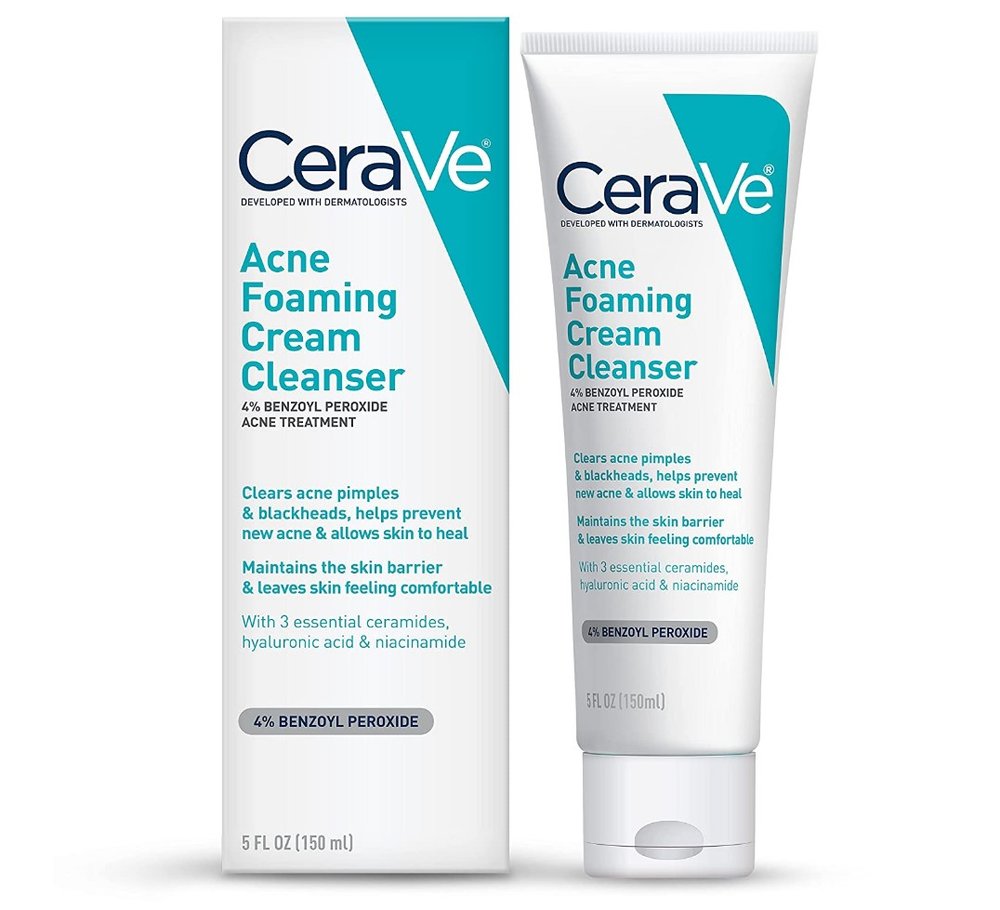 CeraVe®
DEVELOPED WITH DERMATOLOGISTS
Acne
Foaming
Cream
Cleanser
4% BENZOYL PEROXIDE
ACNE TREATMENT
Clears acne pimples
& blackheads, helps prevent
new acne & allows skin to heal
Maintains the skin barrier
& leaves skin feeling comfortable
With 3 essential ceramides,
hyaluronic acid & niacinamide
4% BENZOYL PEROXIDE
5 FL OZ (150 ml)
CeraVe®
DEVELOPED WITH DERMATOLOGISTS
Acne
Foaming
Cream
Cleanser
4% BENZOYL PEROXIDE
ACNE TREATMENT
Clears acne pimples
& blackheads, helps prevent
new acne & allows skin to heal
Maintains the skin barrier
& leaves skin feeling comfortable
With 3 essential ceramides,
hyaluronic acid & niacinamide
4% BENZOYL PEROXIDE
5 FL OZ (150ml)